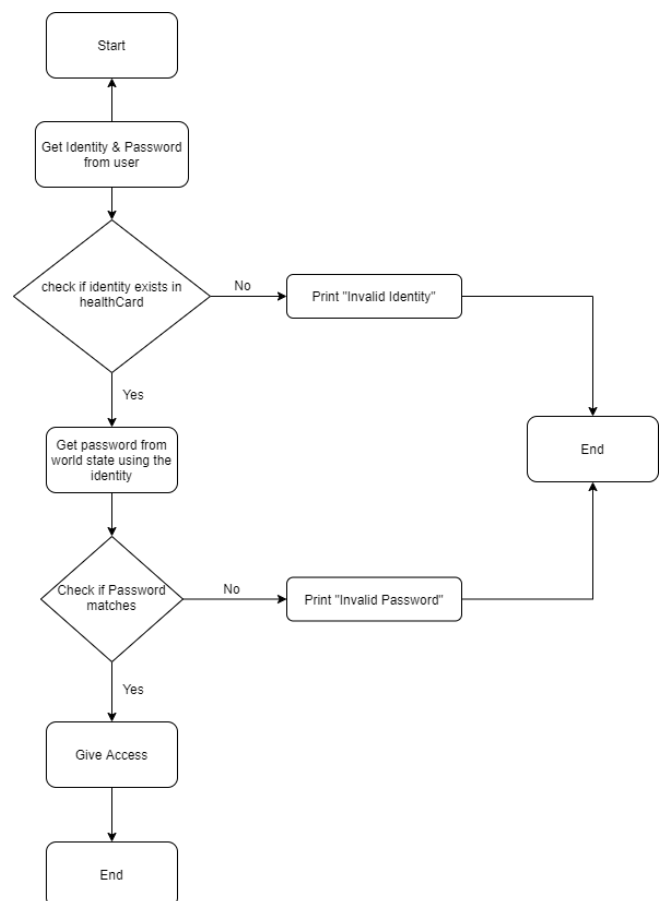 Start
Get Identity & Password
from user
check if identity exists in
healthCard
No
Print "Invalid Identity"
Yes
Get password from
world state using the
identity
End
Check if Password
matches
No
Print "Invalid Password"
Yes
Give Access
End